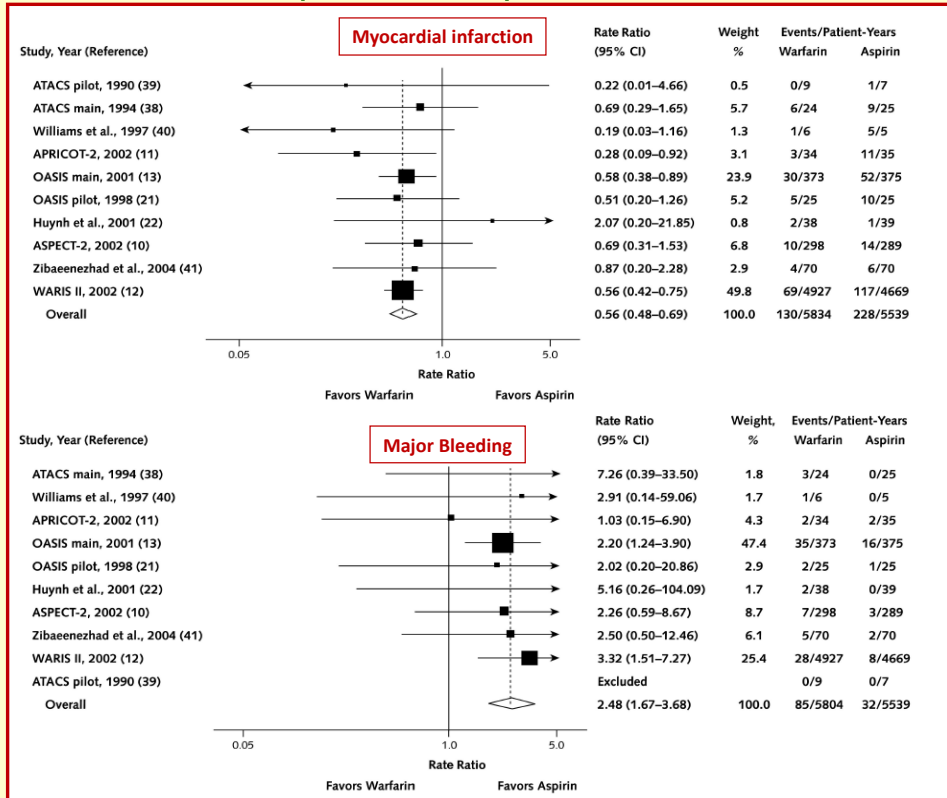 Myocardial infarction
Rate Ratio Weight Events/Patient-Years
Study, Year (Reference) (95% CI) % Warfarin Aspirin
ATACS pilot, 1990 (39) 0.22 (0.01–4.66) 0.5 0/9 1/7
ATACS main, 1994 (38) 0.69 (0.29–1.65) 5.7 6/24 9/25
Williams et al., 1997 (40) 0.19 (0.03–1.16) 1.3 1/6 5/5
APRICOT-2, 2002 (11) 0.28 (0.09–0.92) 3.1 3/34 11/35
OASIS main, 2001 (13) 0.58 (0.38–0.89) 23.9 30/373 52/375
OASIS pilot, 1998 (21) 0.51 (0.20–1.26) 5.2 5/25 10/25
Huynh et al., 2001 (22) 2.07 (0.20–21.85) 0.8 2/38 1/39
ASPECT-2, 2002 (10) 0.69 (0.31–1.53) 6.8 10/298 14/289
Zibaeenezhad et al., 2004 (41) 0.87 (0.20–2.28) 2.9 4/70 6/70
WARIS II, 2002 (12) 0.56 (0.42–0.75) 49.8 69/4927 117/4669
Overall 0.56 (0.48–0.69) 100.0 130/5834 228/5539
0.05 1.0 5.0
Rate Ratio
Favors Warfarin Favors Aspirin
Major Bleeding
Rate Ratio Weight, Events/Patient-Years
Study, Year (Reference) (95% CI) % Warfarin Aspirin
ATACS main, 1994 (38) 7.26 (0.39–33.50) 1.8 3/24 0/25
Williams et al., 1997 (40) 2.91 (0.14-59.06) 1.7 1/6 0/5
APRICOT-2, 2002 (11) 1.03 (0.15–6.90) 4.3 2/34 2/35
OASIS main, 2001 (13) 2.20 (1.24–3.90) 47.4 35/373 16/375
OASIS pilot, 1998 (21) 2.02 (0.20–20.86) 2.9 2/25 1/25
Huynh et al., 2001 (22) 5.16 (0.26–104.09) 1.7 2/38 0/39
ASPECT-2, 2002 (10) 2.26 (0.59–8.67) 8.7 7/298 3/289
Zibaeenezhad et al., 2004 (41) 2.50 (0.50–12.46) 6.1 5/70 2/70
WARIS II, 2002 (12) 3.32 (1.51–7.27) 25.4 28/4927 8/4669
ATACS pilot, 1990 (39) Excluded 0/9 0/7
Overall 2.48 (1.67–3.68) 100.0 85/5804 32/5539
0.05 1.0 5.0
Rate Ratio
Favors Warfarin Favors Aspirin